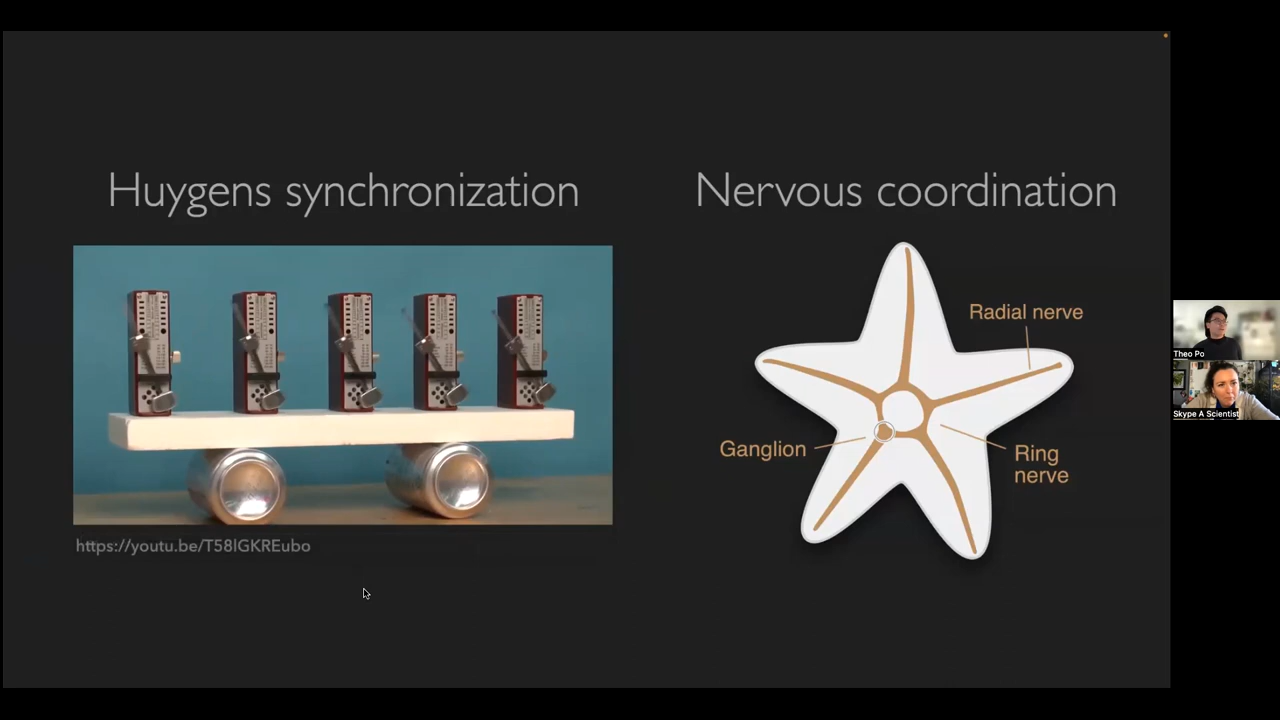 Huygens synchronization
Nervous coordination
Radial nerve
Ganglion
Ring
nerve
https://youtu.be/T58lGKREubo
Theo Po
Skype A Scientist